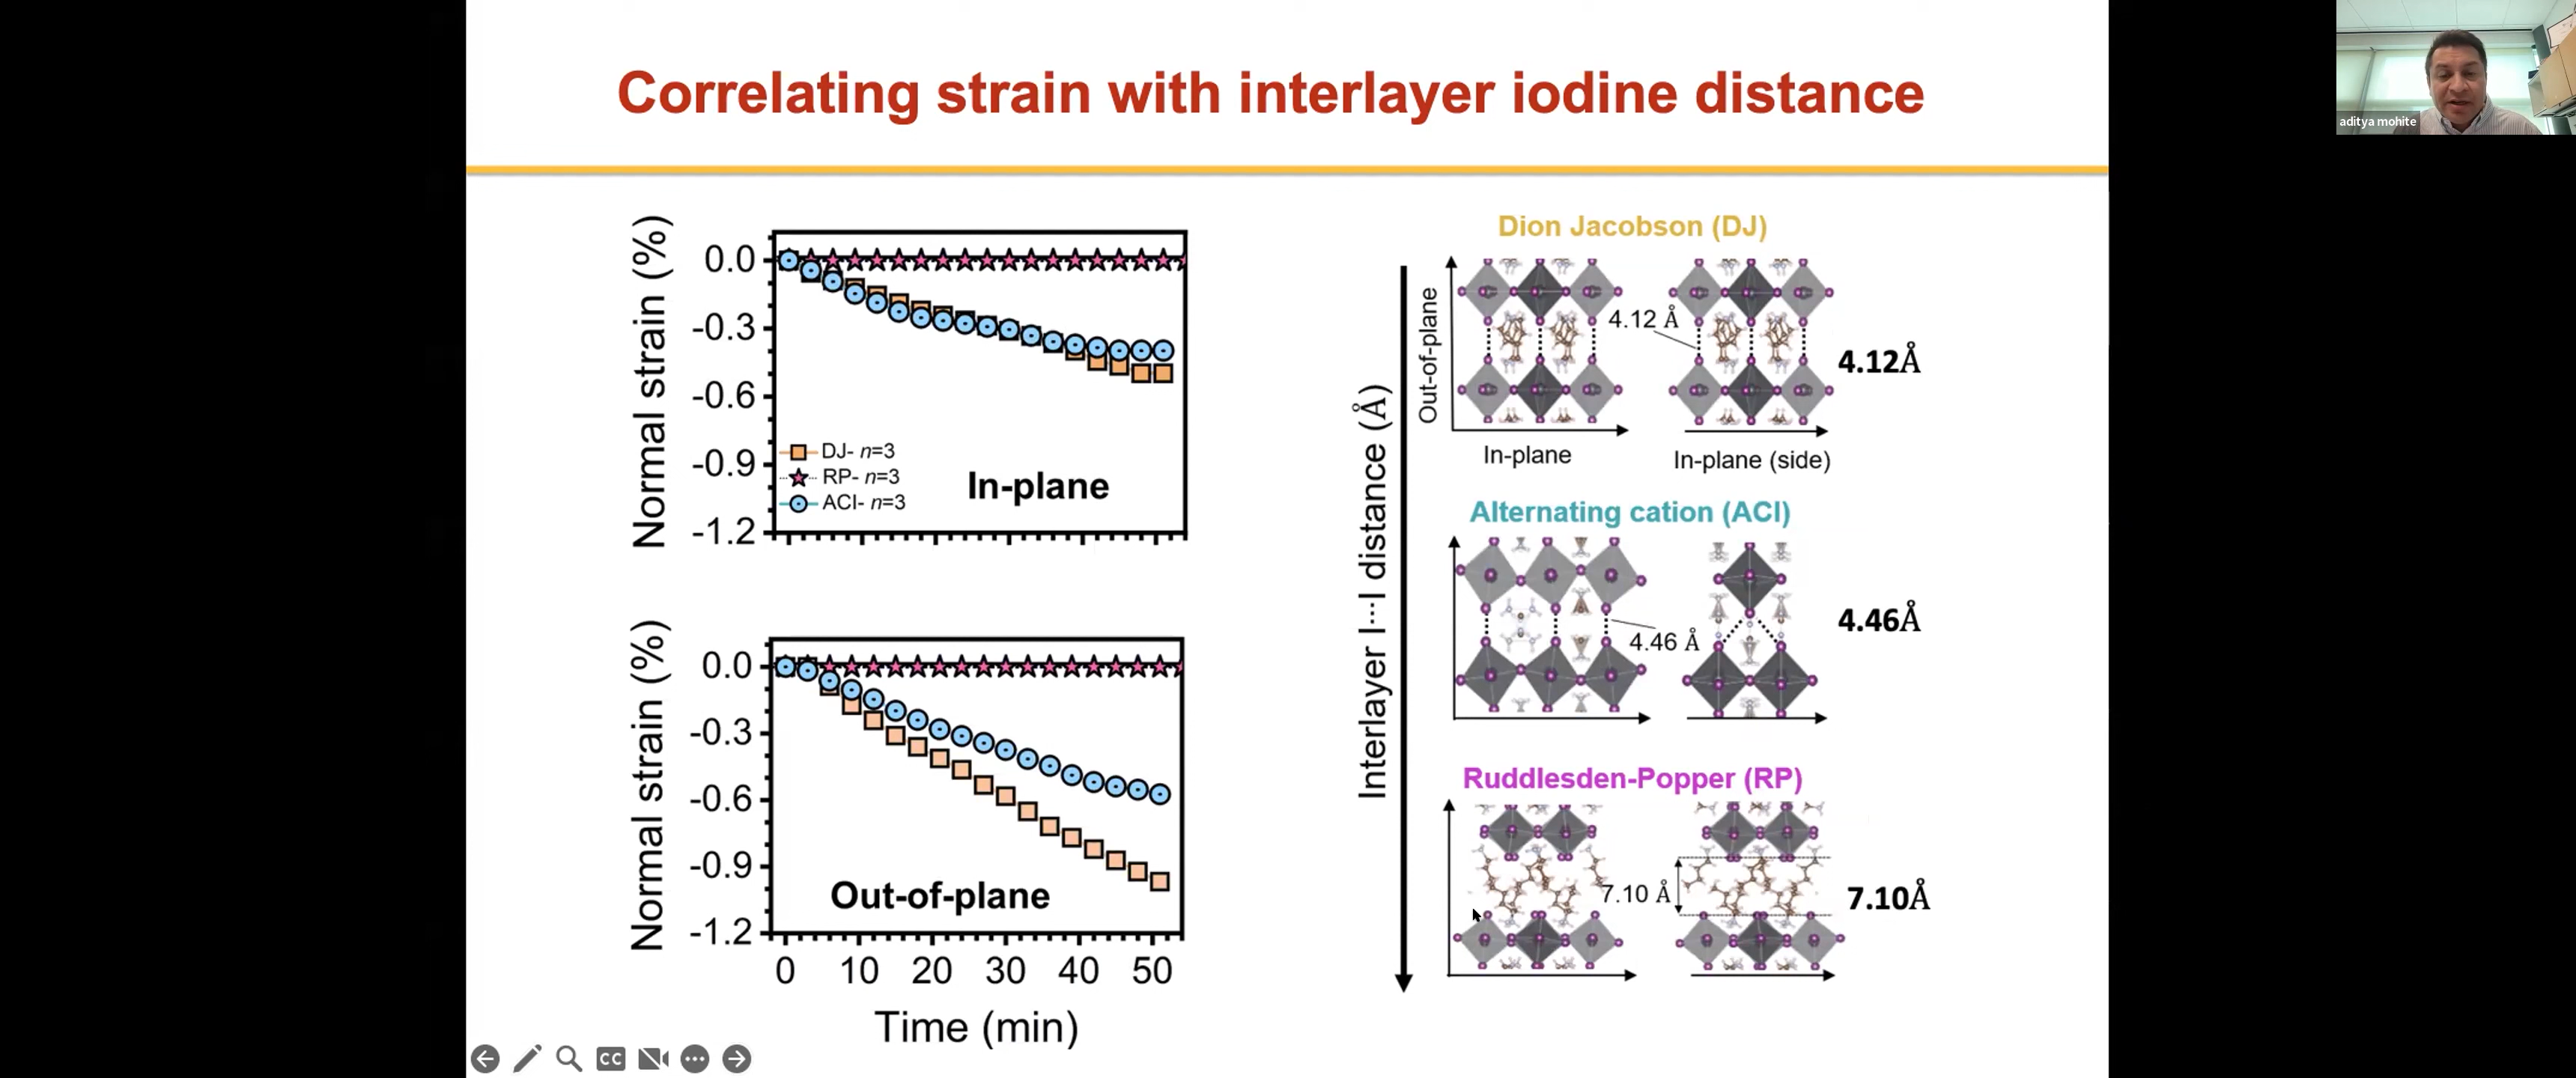 Correlating strain with interlayer iodine distance
aditya mohite
Normal strain (%)
0.0
-0.3
-0.6
-0.9
-1.2
DJ- n=3
RP- n=3
ACI- n=3
In-plane
Normal strain (%)
0.0
-0.3
-0.6
-0.9
-1.2
Out-of-plane
0 10 20 30 40 50
Time (min)
Interlayer I···I distance (Å)
Dion Jacobson (DJ)
Out-of-plane
4.12 Å
4.12Å
In-plane
In-plane (side)
Alternating cation (ACI)
4.46 Å
4.46Å
Ruddlesden-Popper (RP)
7.10 Å
7.10Å
CC